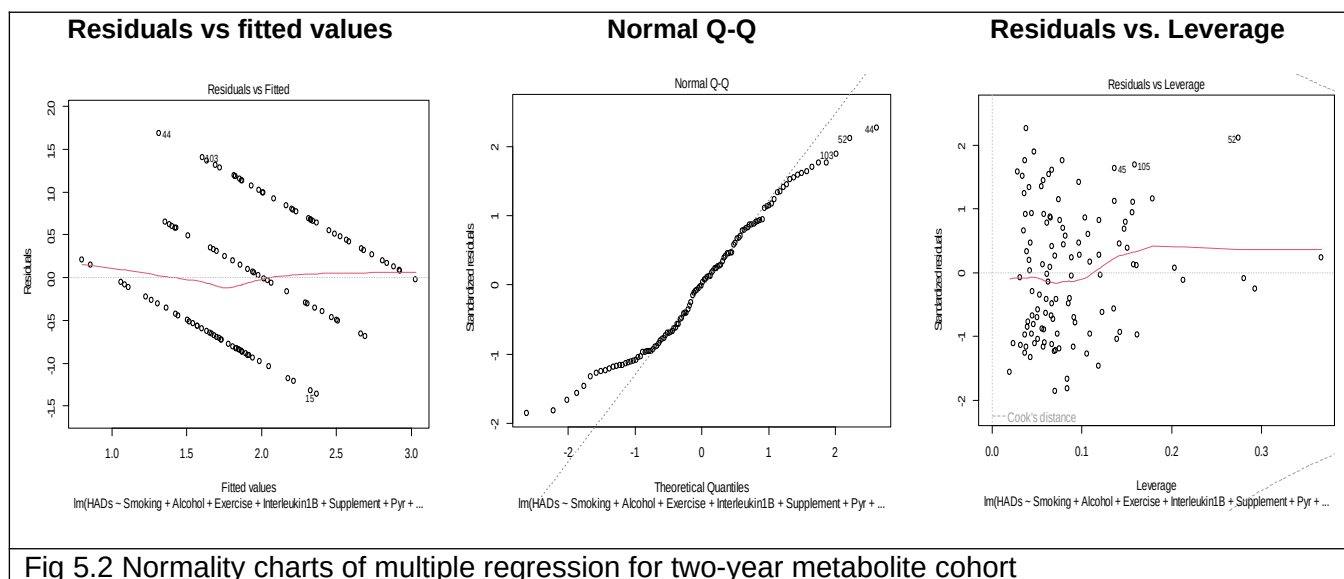 Residuals vs fitted values
Normal Q-Q
Residuals vs. Leverage
Residuals vs Fitted
Residuals
2.0
1.5
1.0
0.5
0.0
-0.5
-1.0
-1.5
44
103
15
1.0
1.5
2.0
2.5
3.0
Fitted values
lm(HADs ~ Smoking + Alcohol + Exercise + Interleukin1B + Supplement + Pyr + ...
Normal Q-Q
Standardized residuals
2
1
0
-1
-2
52
44
103
-2
-1
0
1
2
Theoretical Quantiles
lm(HADs ~ Smoking + Alcohol + Exercise + Interleukin1B + Supplement + Pyr + ...
Residuals vs Leverage
Standardized residuals
2
1
0
-1
-2
52
45
105
Cook's distance
0.0
0.1
0.2
0.3
Leverage
lm(HADs ~ Smoking + Alcohol + Exercise + Interleukin1B + Supplement + Pyr + ...
Fig 5.2 Normality charts of multiple regression for two-year metabolite cohort